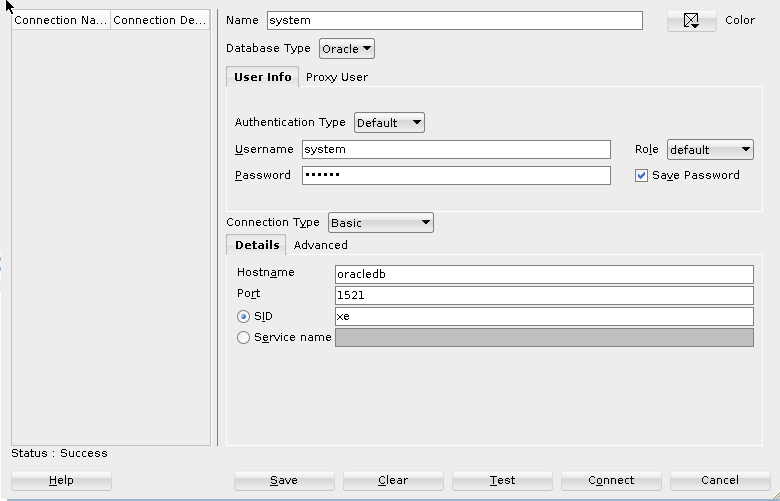 Connection Na... Connection De...
Name system Color
Database Type Oracle
User Info Proxy User
Authentication Type Default
Username system Role default
Password •••••• Save Password
Connection Type Basic
Details Advanced
Hostname oracledb
Port 1521
SID xe
Service name
Status : Success
Help Save Clear Test Connect Cancel